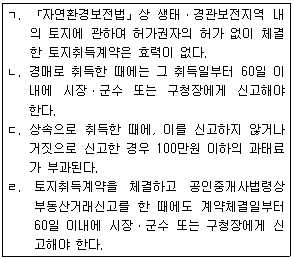 ㄱ. 「자연환경보전법」상 생태·경관보전지역 내
의 토지에 관하며 허가권자의 허가 없이 체결
한 토지취득계약은 효력이 없다.
ㄴ. 경매로 취득한 때에는 그 취득일부터 60일 이
내에 시장·군수 또는 구청장에게 신고해야
한다.
ㄷ. 상속으로 취득한 때에, 이를 신고하지 않거나
거짓으로 신고한 경우 100만원 이하의 과태료
가 부과된다.
ㄹ. 토지취득계약을 체결하고 공인중개사법령상
부동산거래신고를 한 때에도 계약체결일부터
60일 이내에 시장·군수 또는 구청장에게 신
고해야 한다.